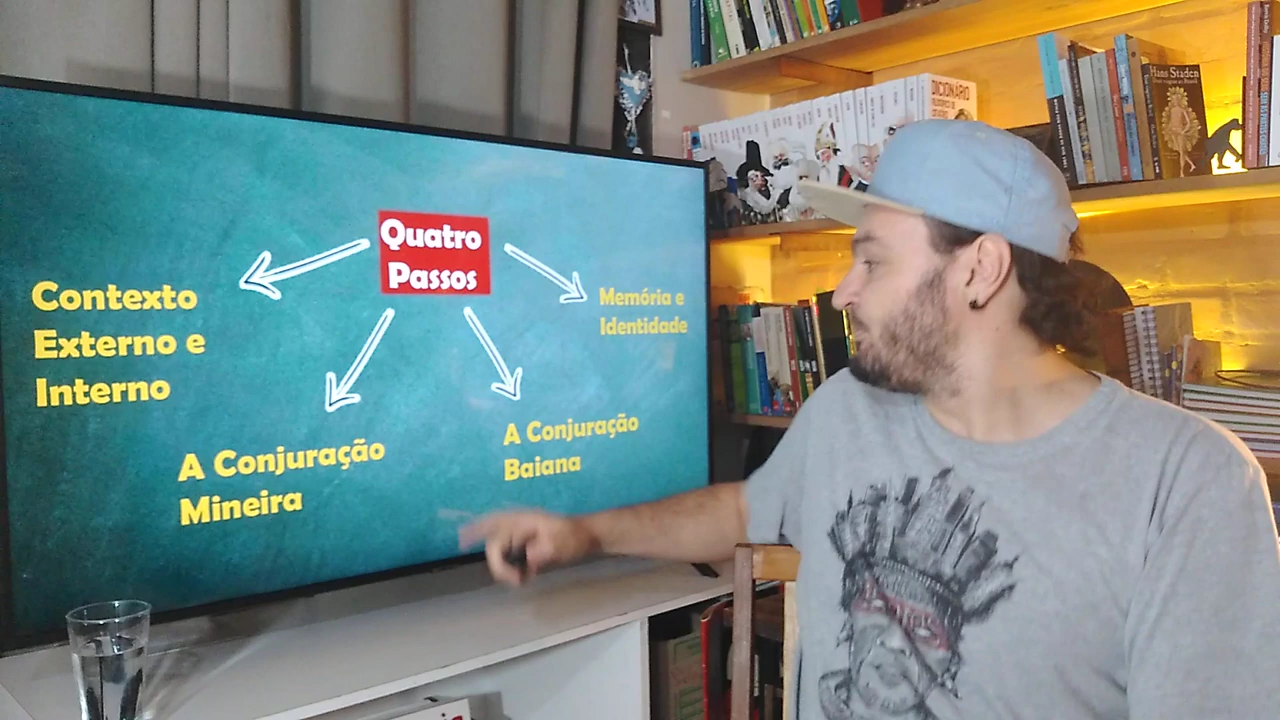 Quatro
Passos
Contexto
Externo e
Interno
Memória e
Identidade
A Conjuração
Mineira
A Conjuração
Baiana
DICIONÁRIO
Hans Staden